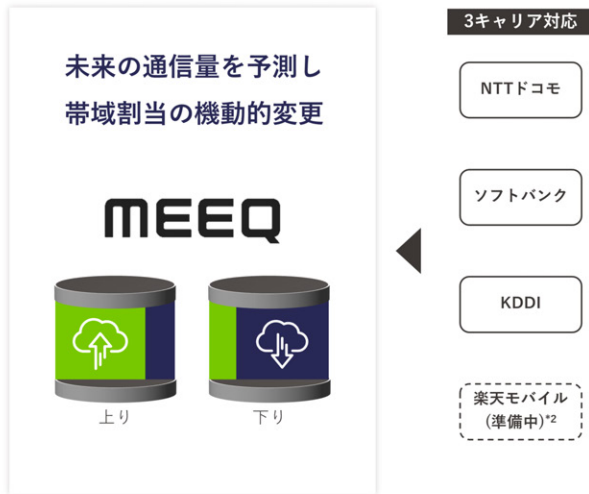 未来の通信量を予測し
帯域割当の機動的変更
MEEQ
上り
下り
3キャリア対応
NTTドコモ
ソフトバンク
KDDI
楽天モバイル
(準備中)*2